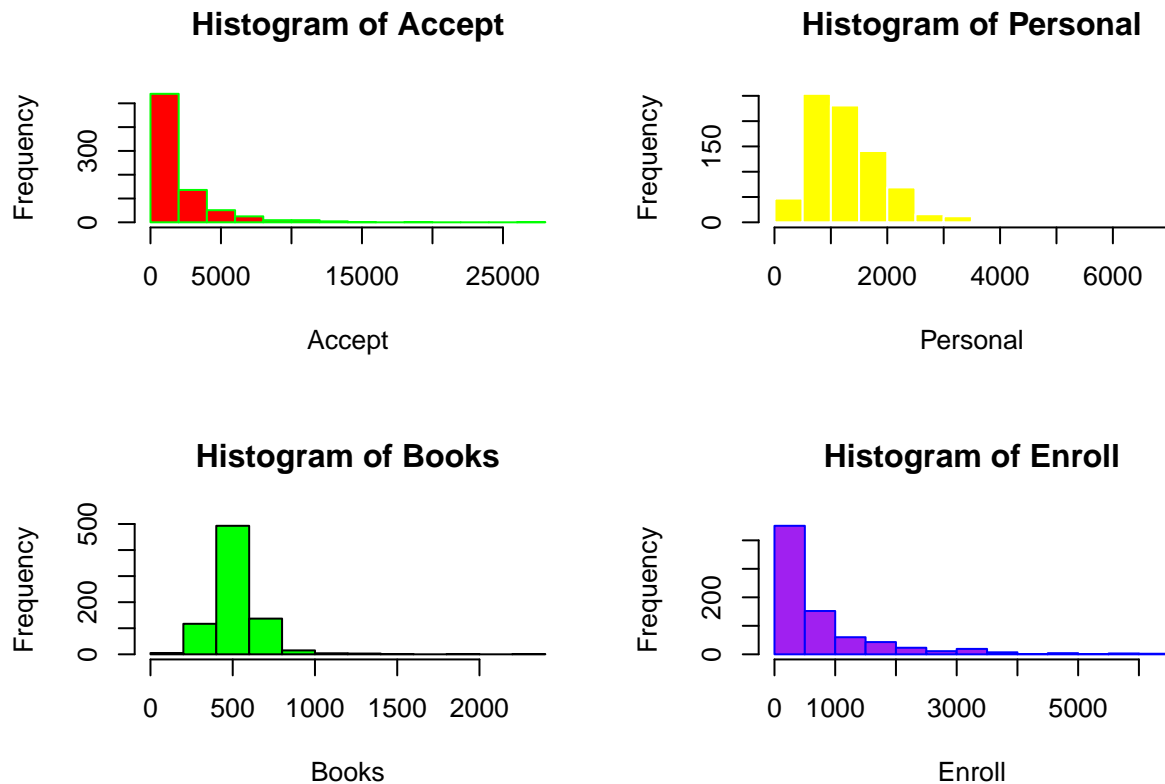 Histogram of Accept
Frequency
0 300
0 5000 15000 25000
Accept
Histogram of Personal
Frequency
0 150
0 2000 4000 6000
Personal
Histogram of Books
Frequency
0 200 500
0 500 1000 1500 2000
Books
Histogram of Enroll
Frequency
0 200
0 1000 3000 5000
Enroll